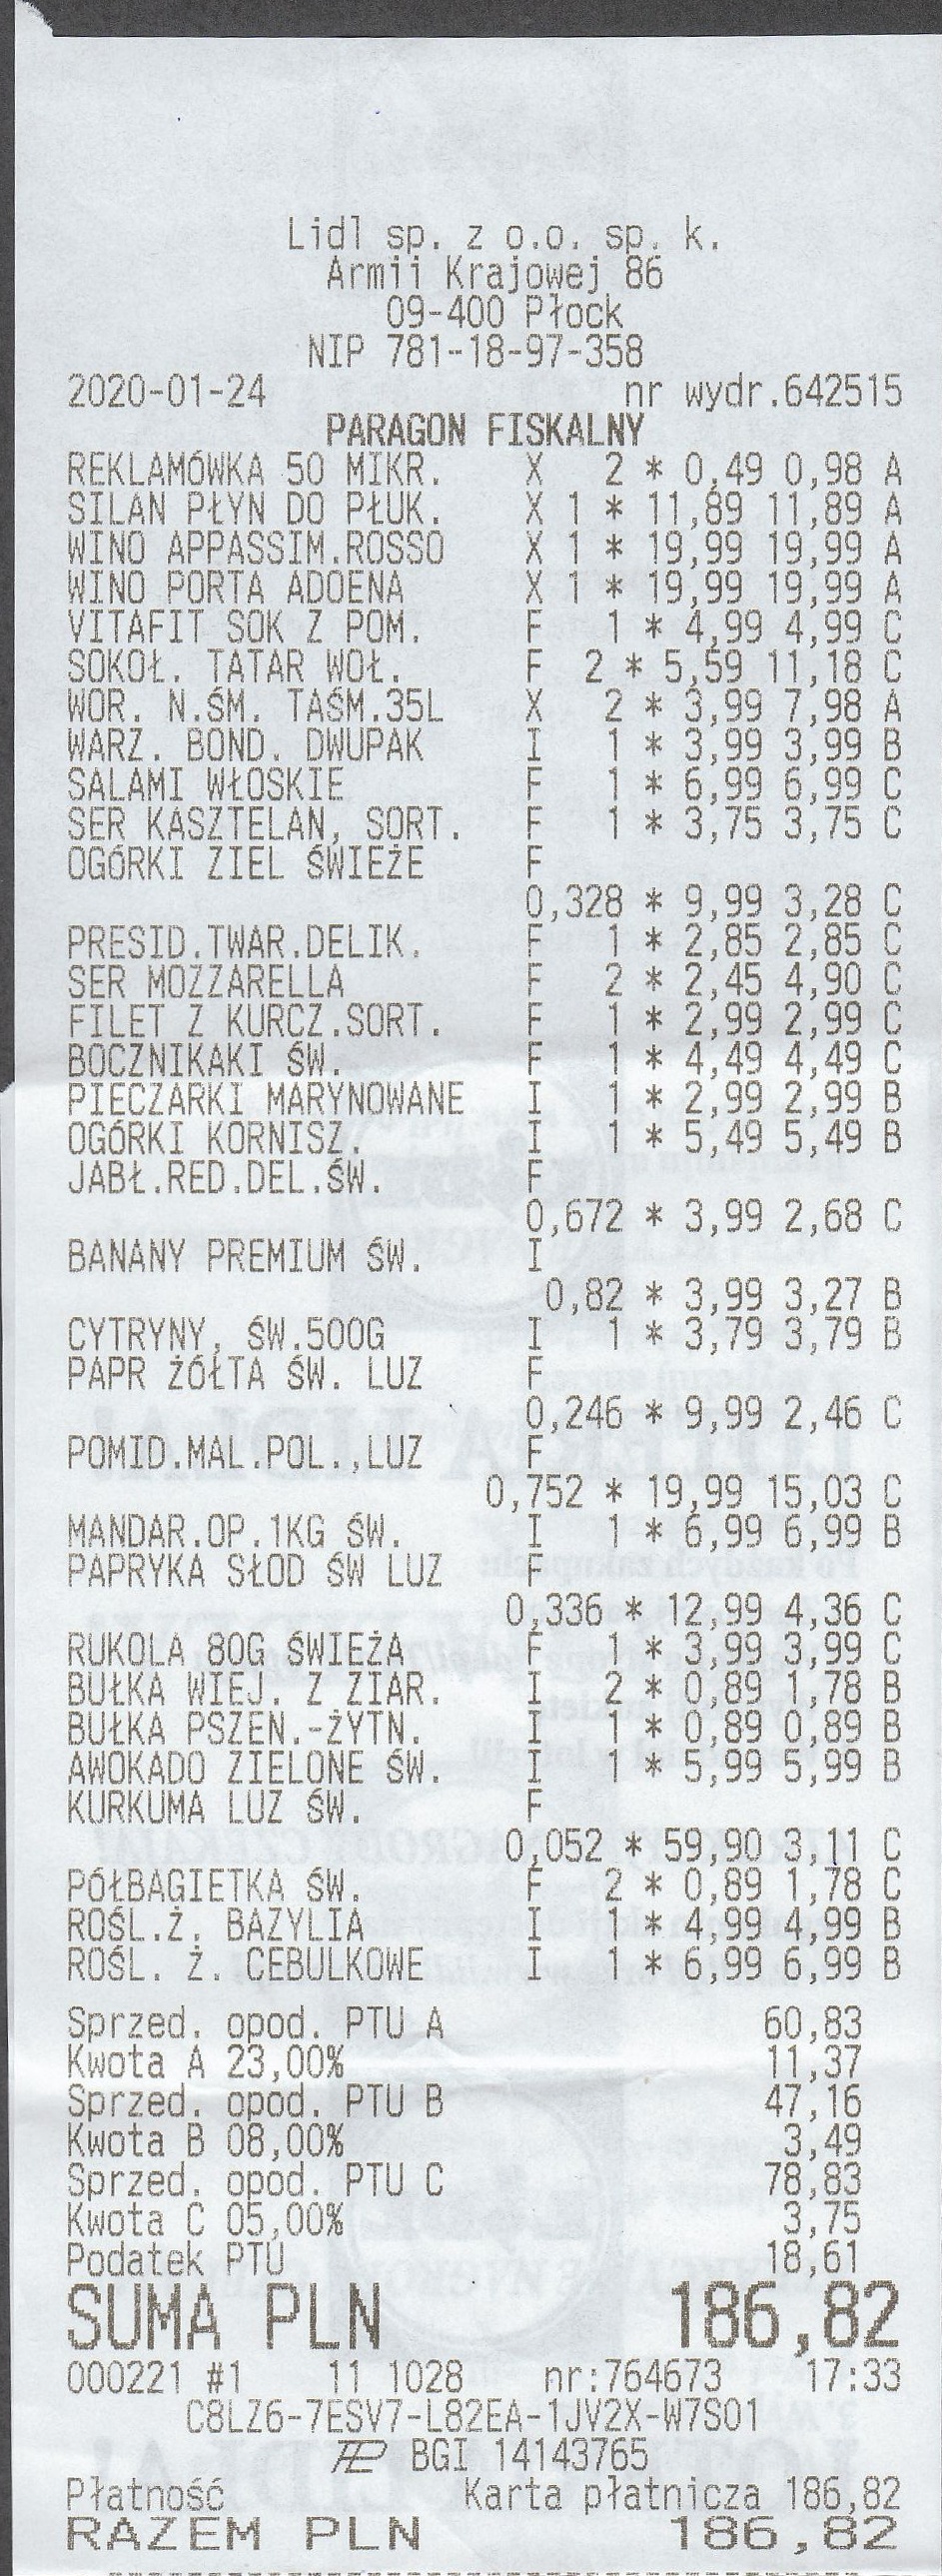 Lidl sp. z o.o. sp. k.
Armii Krajowej 86
09-400 Płock
NIP 781-18-97-358
2020-01-24 nr wydr.642515
PARAGON FISKALNY
REKLAMÓWKA 50 MIKR. X 2 * 0,49 0,98 A
SILAN PŁYN DO PŁUK. X 1 * 11,89 11,89 A
WINO APPASSIM.ROSSO X 1 * 19,99 19,99 A
WINO PORTA ADOENA X 1 * 19,99 19,99 A
VITAFIT SOK Z POM. F 1 * 4,99 4,99 C
SOKOŁ. TATAR WOŁ. F 2 * 5,59 11,18 C
WOR. N.ŚM. TAŚM.35L X 2 * 3,99 7,98 A
WARZ. BOND. DWUPAK I 1 * 3,99 3,99 B
SALAMI WŁOSKIE F 1 * 6,99 6,99 C
SER KASZTELAN, SORT. F 1 * 3,75 3,75 C
OGÓRKI ZIEL ŚWIEŻE F
0,328 * 9,99 3,28 C
PRESID.TWAR.DELIK. F 1 * 2,85 2,85 C
SER MOZZARELLA F 2 * 2,45 4,90 C
FILET Z KURCZ.SORT. F 1 * 2,99 2,99 C
BOCZNIKAKI ŚW. F 1 * 4,49 4,49 C
PIECZARKI MARYNOWANE I 1 * 2,99 2,99 B
OGÓRKI KORNISZ. I 1 * 5,49 5,49 B
JABŁ.RED.DEL.ŚW. F
0,672 * 3,99 2,68 C
BANANY PREMIUM ŚW. I
0,82 * 3,99 3,27 B
CYTRYNY, ŚW.500G I 1 * 3,79 3,79 B
PAPR ŻÓŁTA ŚW. LUZ F
0,246 * 9,99 2,46 C
POMID.MAL.POL.,LUZ F
0,752 * 19,99 15,03 C
MANDAR.OP.1KG ŚW. I 1 * 6,99 6,99 B
PAPRYKA SŁOD ŚW LUZ F
0,336 * 12,99 4,36 C
RUKOLA 80G ŚWIEŻA F 1 * 3,99 3,99 C
BUŁKA WIEJ. Z ZIAR. I 2 * 0,89 1,78 B
BUŁKA PSZEN.-ŻYTN. I 1 * 0,89 0,89 B
AWOKADO ZIELONE ŚW. I 1 * 5,99 5,99 B
KURKUMA LUZ ŚW. F
0,052 * 59,90 3,11 C
PÓŁBAGIETKA ŚW. F 2 * 0,89 1,78 C
ROŚL.Ż. BAZYLIA I 1 * 4,99 4,99 B
ROŚL. Ż. CEBULKOWE I 1 * 6,99 6,99 B
Sprzed. opod. PTU A 60,83
Kwota A 23,00% 11,37
Sprzed. opod. PTU B 47,16
Kwota B 08,00% 3,49
Sprzed. opod. PTU C 78,83
Kwota C 05,00% 3,75
Podatek PTU 18,61
SUMA PLN 186,82
000221 #1 11 1028 nr:764673 17:33
C8LZ6-7ESV7-L82EA-1JV2X-W7S01
BGI 14143765
Płatność Karta płatnicza 186,82
RAZEM PLN 186,82